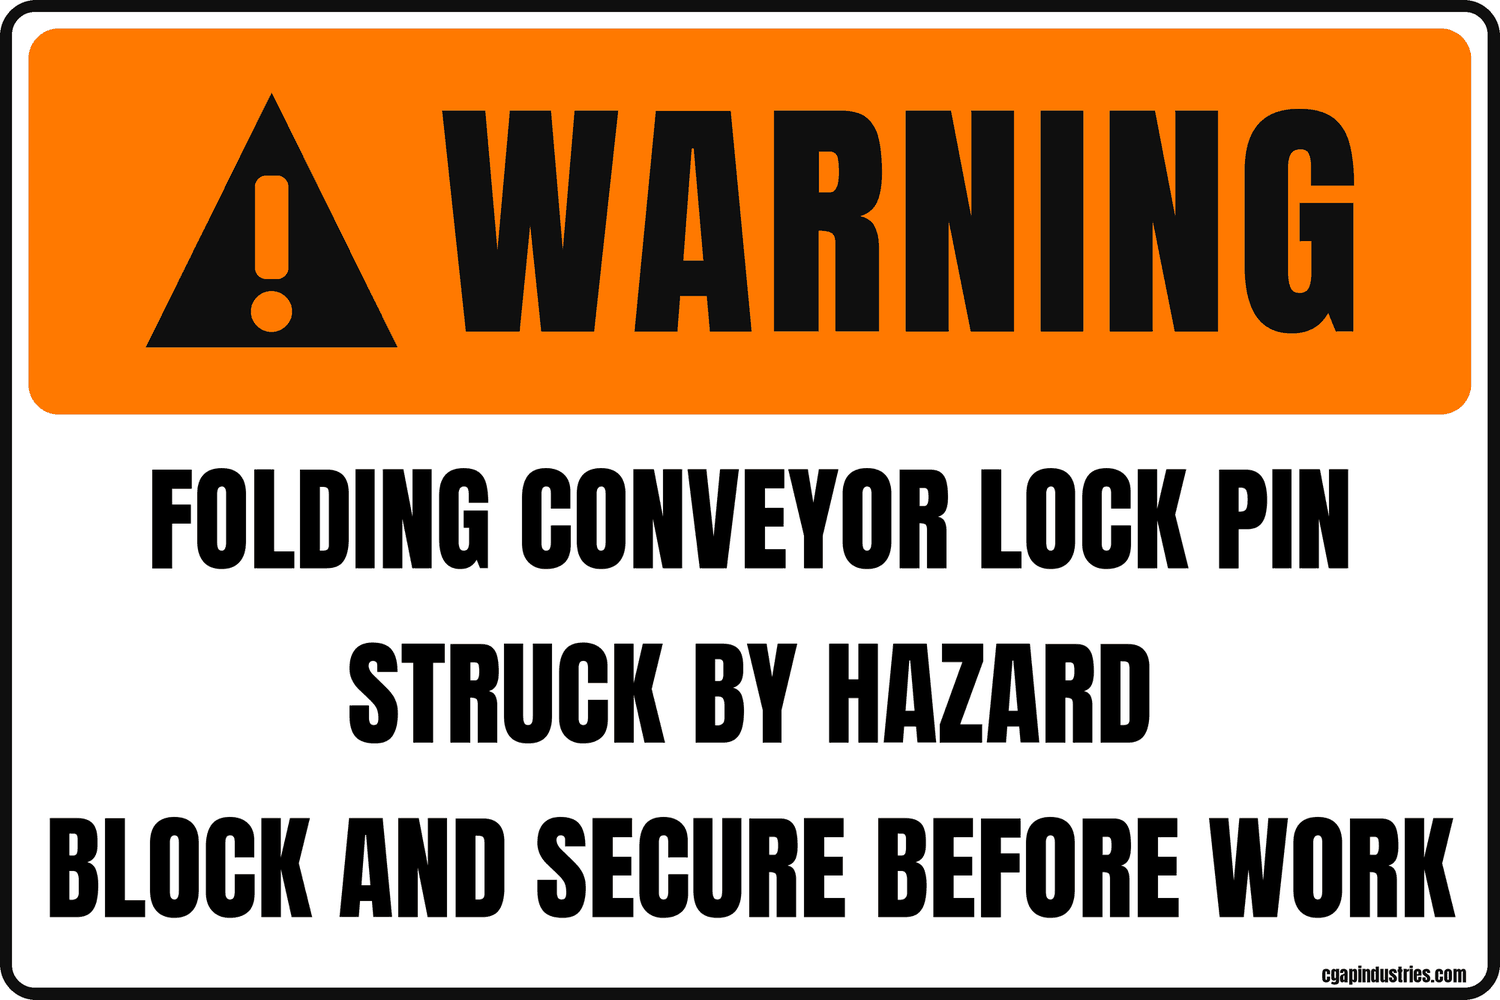 WARNING
FOLDING CONVEYOR LOCK PIN
STRUCK BY HAZARD
BLOCK AND SECURE BEFORE WORK
cgapindustries.com